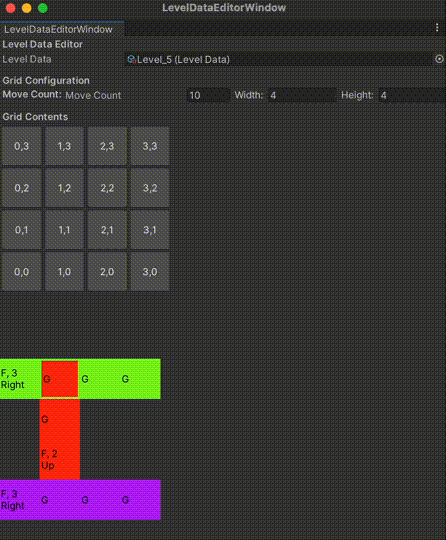 LevelDataEditorWindow
LevelDataEditorWindow
Level Data Editor
Level Data Level_5 (Level Data)
Grid Configuration
Move Count: Move Count 10 Width: 4 Height: 4
Grid Contents
0,3 1,3 2,3 3,3
0,2 1,2 2,2 3,2
0,1 1,1 2,1 3,1
0,0 1,0 2,0 3,0
F, 3
Right G G G
G
F, 2
Up
F, 3
Right G G G